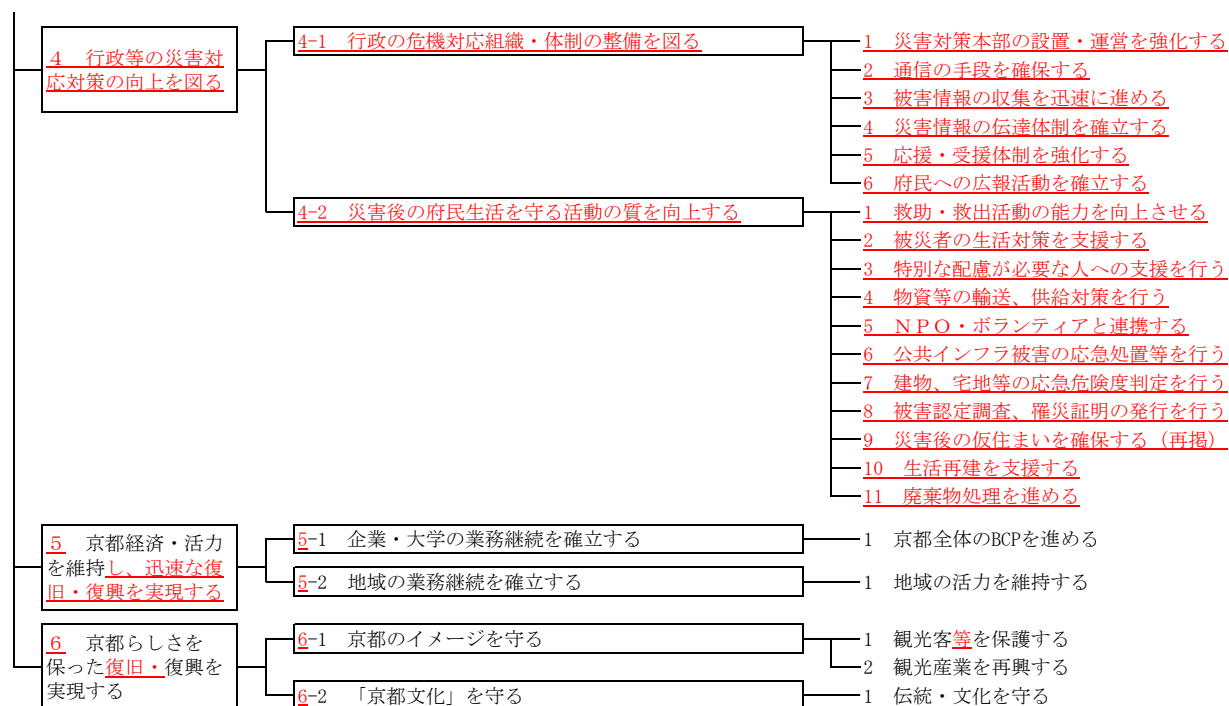 4　行政等の災害対
応対策の向上を図る
4-1　行政の危機対応組織・体制の整備を図る
1　災害対策本部の設置・運営を強化する
2　通信の手段を確保する
3　被害情報の収集を迅速に進める
4　災害情報の伝達体制を確立する
5　応援・受援体制を強化する
6　府民への広報活動を確立する
4-2　災害後の府民生活を守る活動の質を向上する
1　救助・救出活動の能力を向上させる
2　被災者の生活対策を支援する
3　特別な配慮が必要な人への支援を行う
4　物資等の輸送、供給対策を行う
5　ＮＰＯ・ボランティアと連携する
6　公共インフラ被害の応急処置等を行う
7　建物、宅地等の応急危険度判定を行う
8　被害認定調査、罹災証明の発行を行う
9　災害後の仮住まいを確保する（再掲）
10　生活再建を支援する
11　廃棄物処理を進める
5　京都経済・活力
を維持し、迅速な復
旧・復興を実現する
5-1　企業・大学の業務継続を確立する
1　京都全体のBCPを進める
5-2　地域の業務継続を確立する
1　地域の活力を維持する
6　京都らしさを
保った復旧・復興を
実現する
6-1　京都のイメージを守る
1　観光客等を保護する
2　観光産業を再興する
6-2　「京都文化」を守る
1　伝統・文化を守る